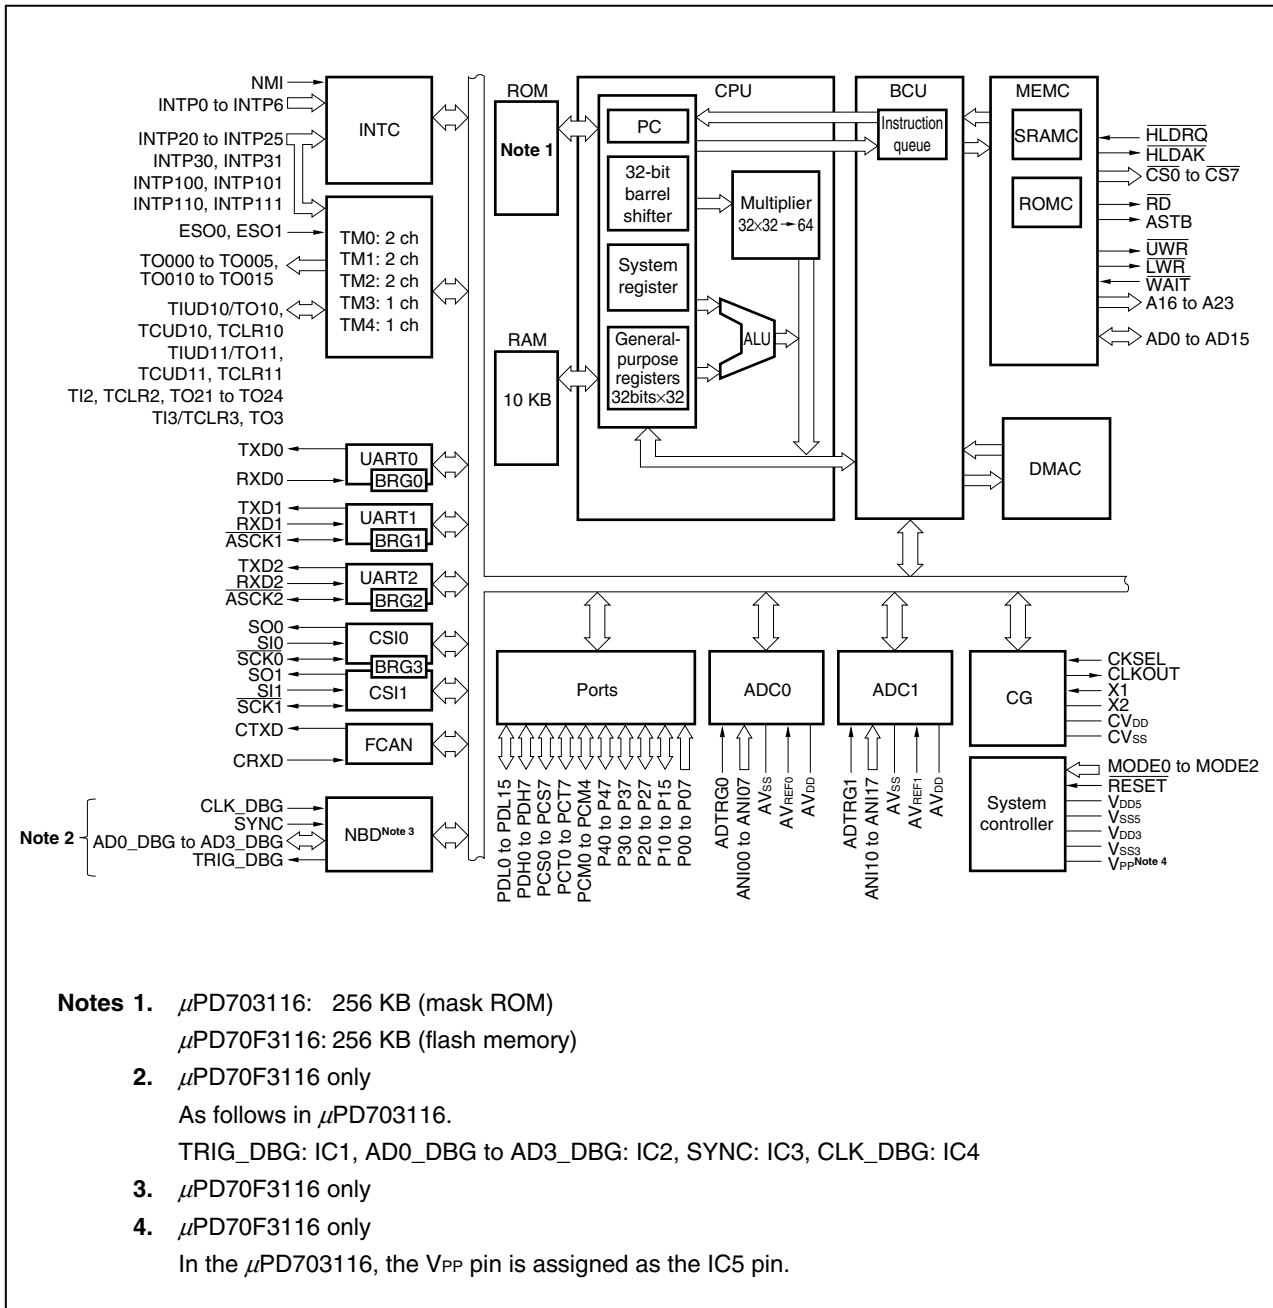 NMI
INTP0 to INTP6
INTP20 to INTP25
INTP30, INTP31
INTP100, INTP101
INTP110, INTP111
ESO0, ESO1
TO000 to TO005,
TO010 to TO015
TIUD10/TO10,
TCUD10, TCLR10
TIUD11/TO11,
TCUD11, TCLR11
TI2, TCLR2, TO21 to TO24
TI3/TCLR3, TO3
INTC
TM0: 2 ch
TM1: 2 ch
TM2: 2 ch
TM3: 1 ch
TM4: 1 ch
TXD0
RXD0
UART0
BRG0
TXD1
RXD1
ASCK1
UART1
BRG1
TXD2
RXD2
ASCK2
UART2
BRG2
SO0
SI0
SCK0
CSI0
BRG3
SO1
SI1
SCK1
CSI1
CTXD
CRXD
FCAN
Note 2
CLK_DBG
SYNC
AD0_DBG to AD3_DBG
TRIG_DBG
NBD Note 3
ROM
Note 1
RAM
10 KB
CPU
PC
32-bit
barrel
shifter
System
register
General-
purpose
registers
32bits×32
Multiplier
32×32→64
ALU
BCU
Instruction
queue
MEMC
SRAMC
ROMC
HLDRQ
HLDAK
CS0 to CS7
RD
ASTB
UWR
LWR
WAIT
A16 to A23
AD0 to AD15
DMAC
Ports
PDL0 to PDL15
PDH0 to PDH7
PCS0 to PCS7
PCT0 to PCT7
PCM0 to PCM4
P40 to P47
P30 to P37
P20 to P27
P10 to P15
P00 to P07
ADC0
ADTRG0
ANI00 to ANI07
AVSS
AVREF0
AVDD
ADC1
ADTRG1
ANI10 to ANI17
AVSS
AVREF1
AVDD
CG
CKSEL
CLKOUT
X1
X2
CVDD
CVSS
System
controller
MODE0 to MODE2
RESET
VDD5
VSS5
VDD3
VSS3
VPP Note 4
Notes 1. μPD703116: 256 KB (mask ROM)
μPD70F3116: 256 KB (flash memory)
2. μPD70F3116 only
As follows in μPD703116.
TRIG_DBG: IC1, AD0_DBG to AD3_DBG: IC2, SYNC: IC3, CLK_DBG: IC4
3. μPD70F3116 only
4. μPD70F3116 only
In the μPD703116, the VPP pin is assigned as the IC5 pin.